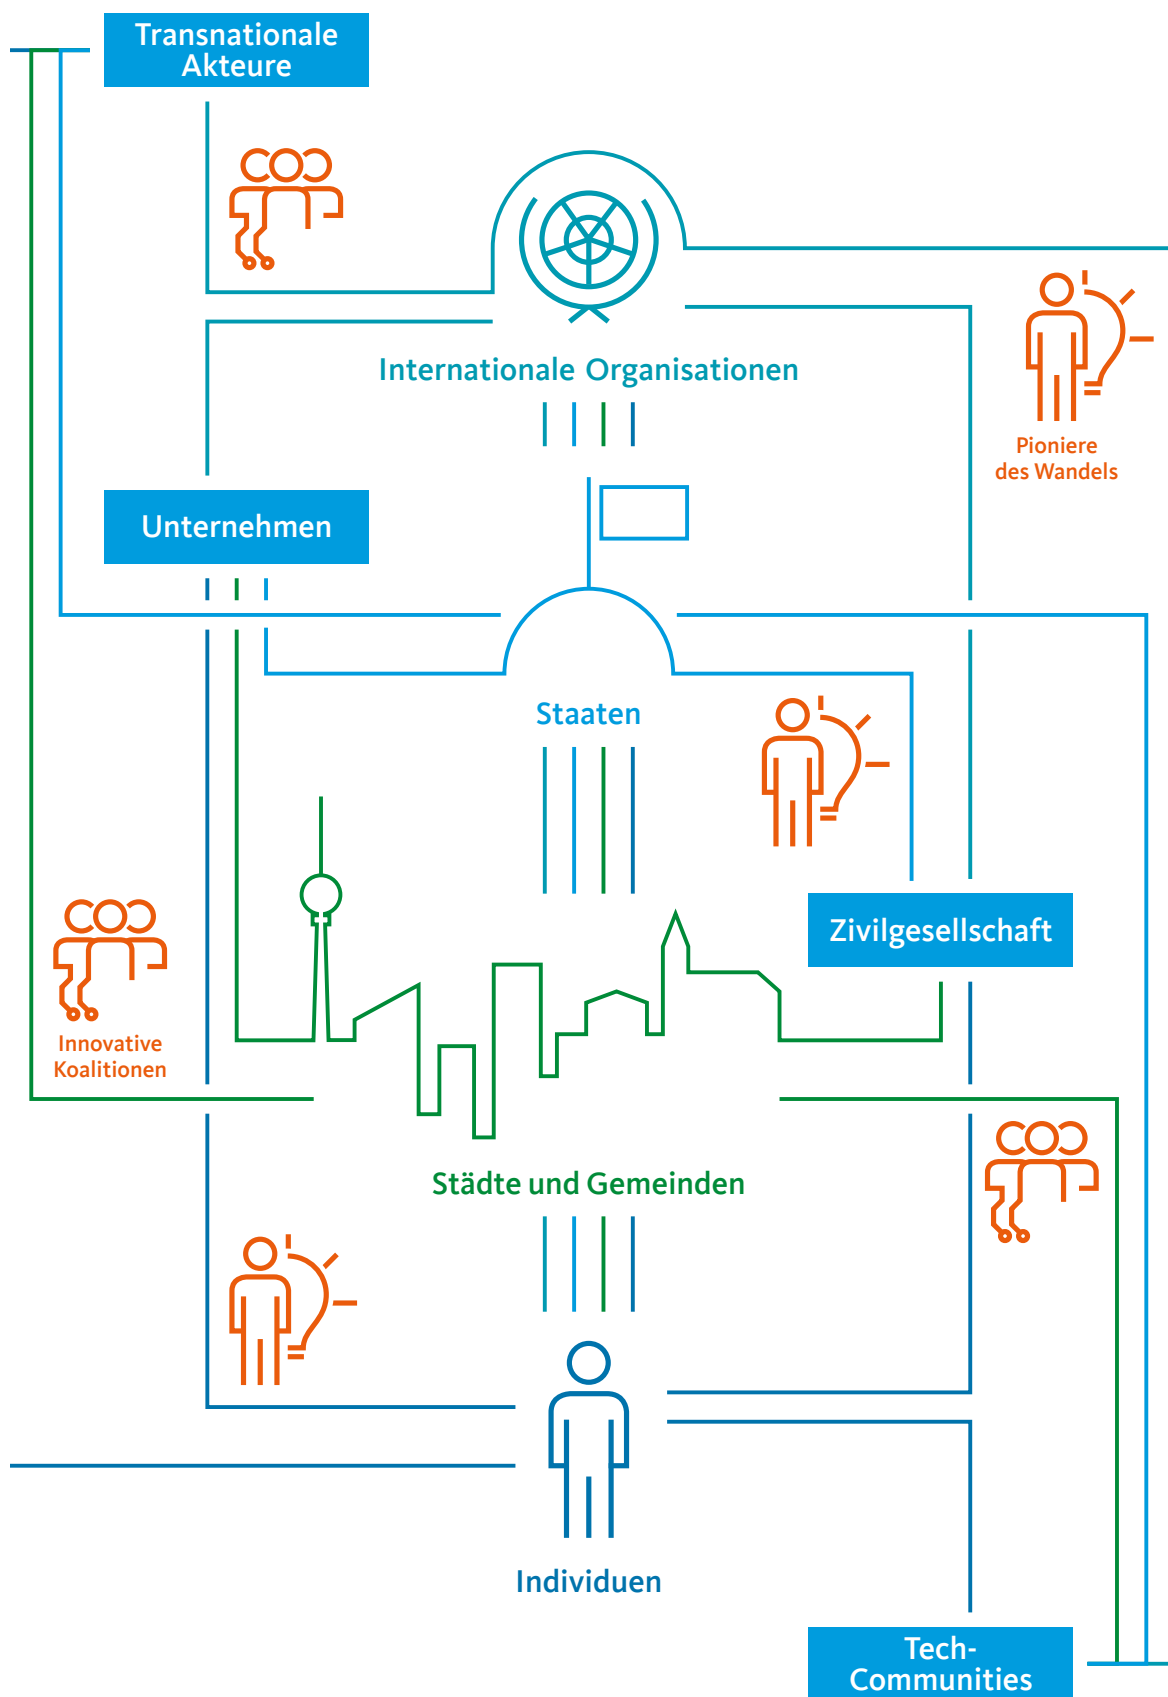 Transnationale
Akteure
Internationale Organisationen
Pioniere
des Wandels
Unternehmen
Staaten
Zivilgesellschaft
Innovative
Koalitionen
Städte und Gemeinden
Individuen
Tech-
Communities